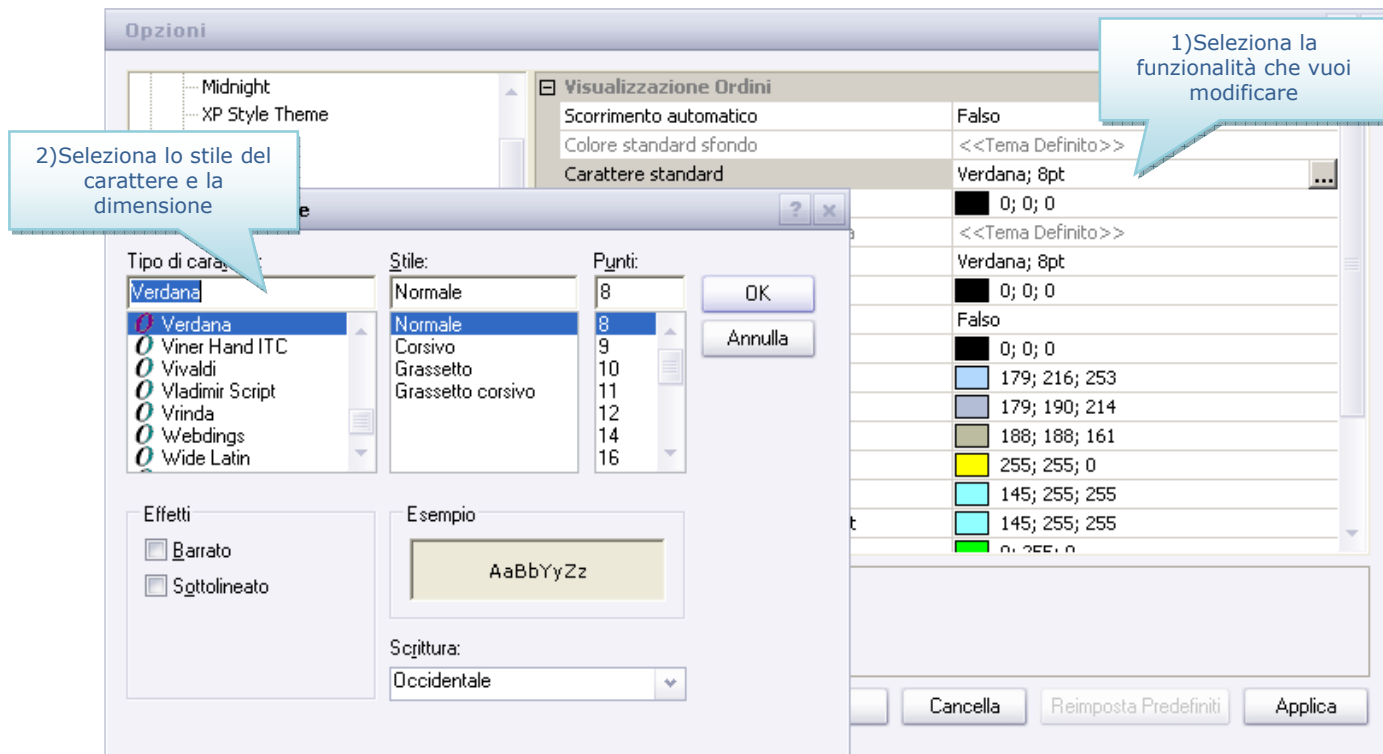 Opzioni
1)Seleziona la
funzionalità che vuoi
modificare
Midnight
XP Style Theme
Visualizzazione Ordini
Scorrimento automatico
Falso
Colore standard sfondo
<<Tema Definito>>
Carattere standard
Verdana; 8pt
...
0; 0; 0
<<Tema Definito>>
Verdana; 8pt
0; 0; 0
Falso
0; 0; 0
179; 216; 253
179; 190; 214
188; 188; 161
255; 255; 0
145; 255; 255
t
145; 255; 255
0; 255; 0
2)Seleziona lo stile del
carattere e la
dimensione
e
?
Tipo di cara
Stile:
Punti:
Verdana
Normale
8
OK
Annulla
Verdana
Viner Hand ITC
Vivaldi
Vladimir Script
Vrinda
Webdings
Wide Latin
Normale
Corsivo
Grassetto
Grassetto corsivo
8
9
10
11
12
14
16
Effetti
Barrato
Sottolineato
Esempio
AaBbYyZz
Scrittura:
Occidentale
Cancella
Reimposta Predefiniti
Applica